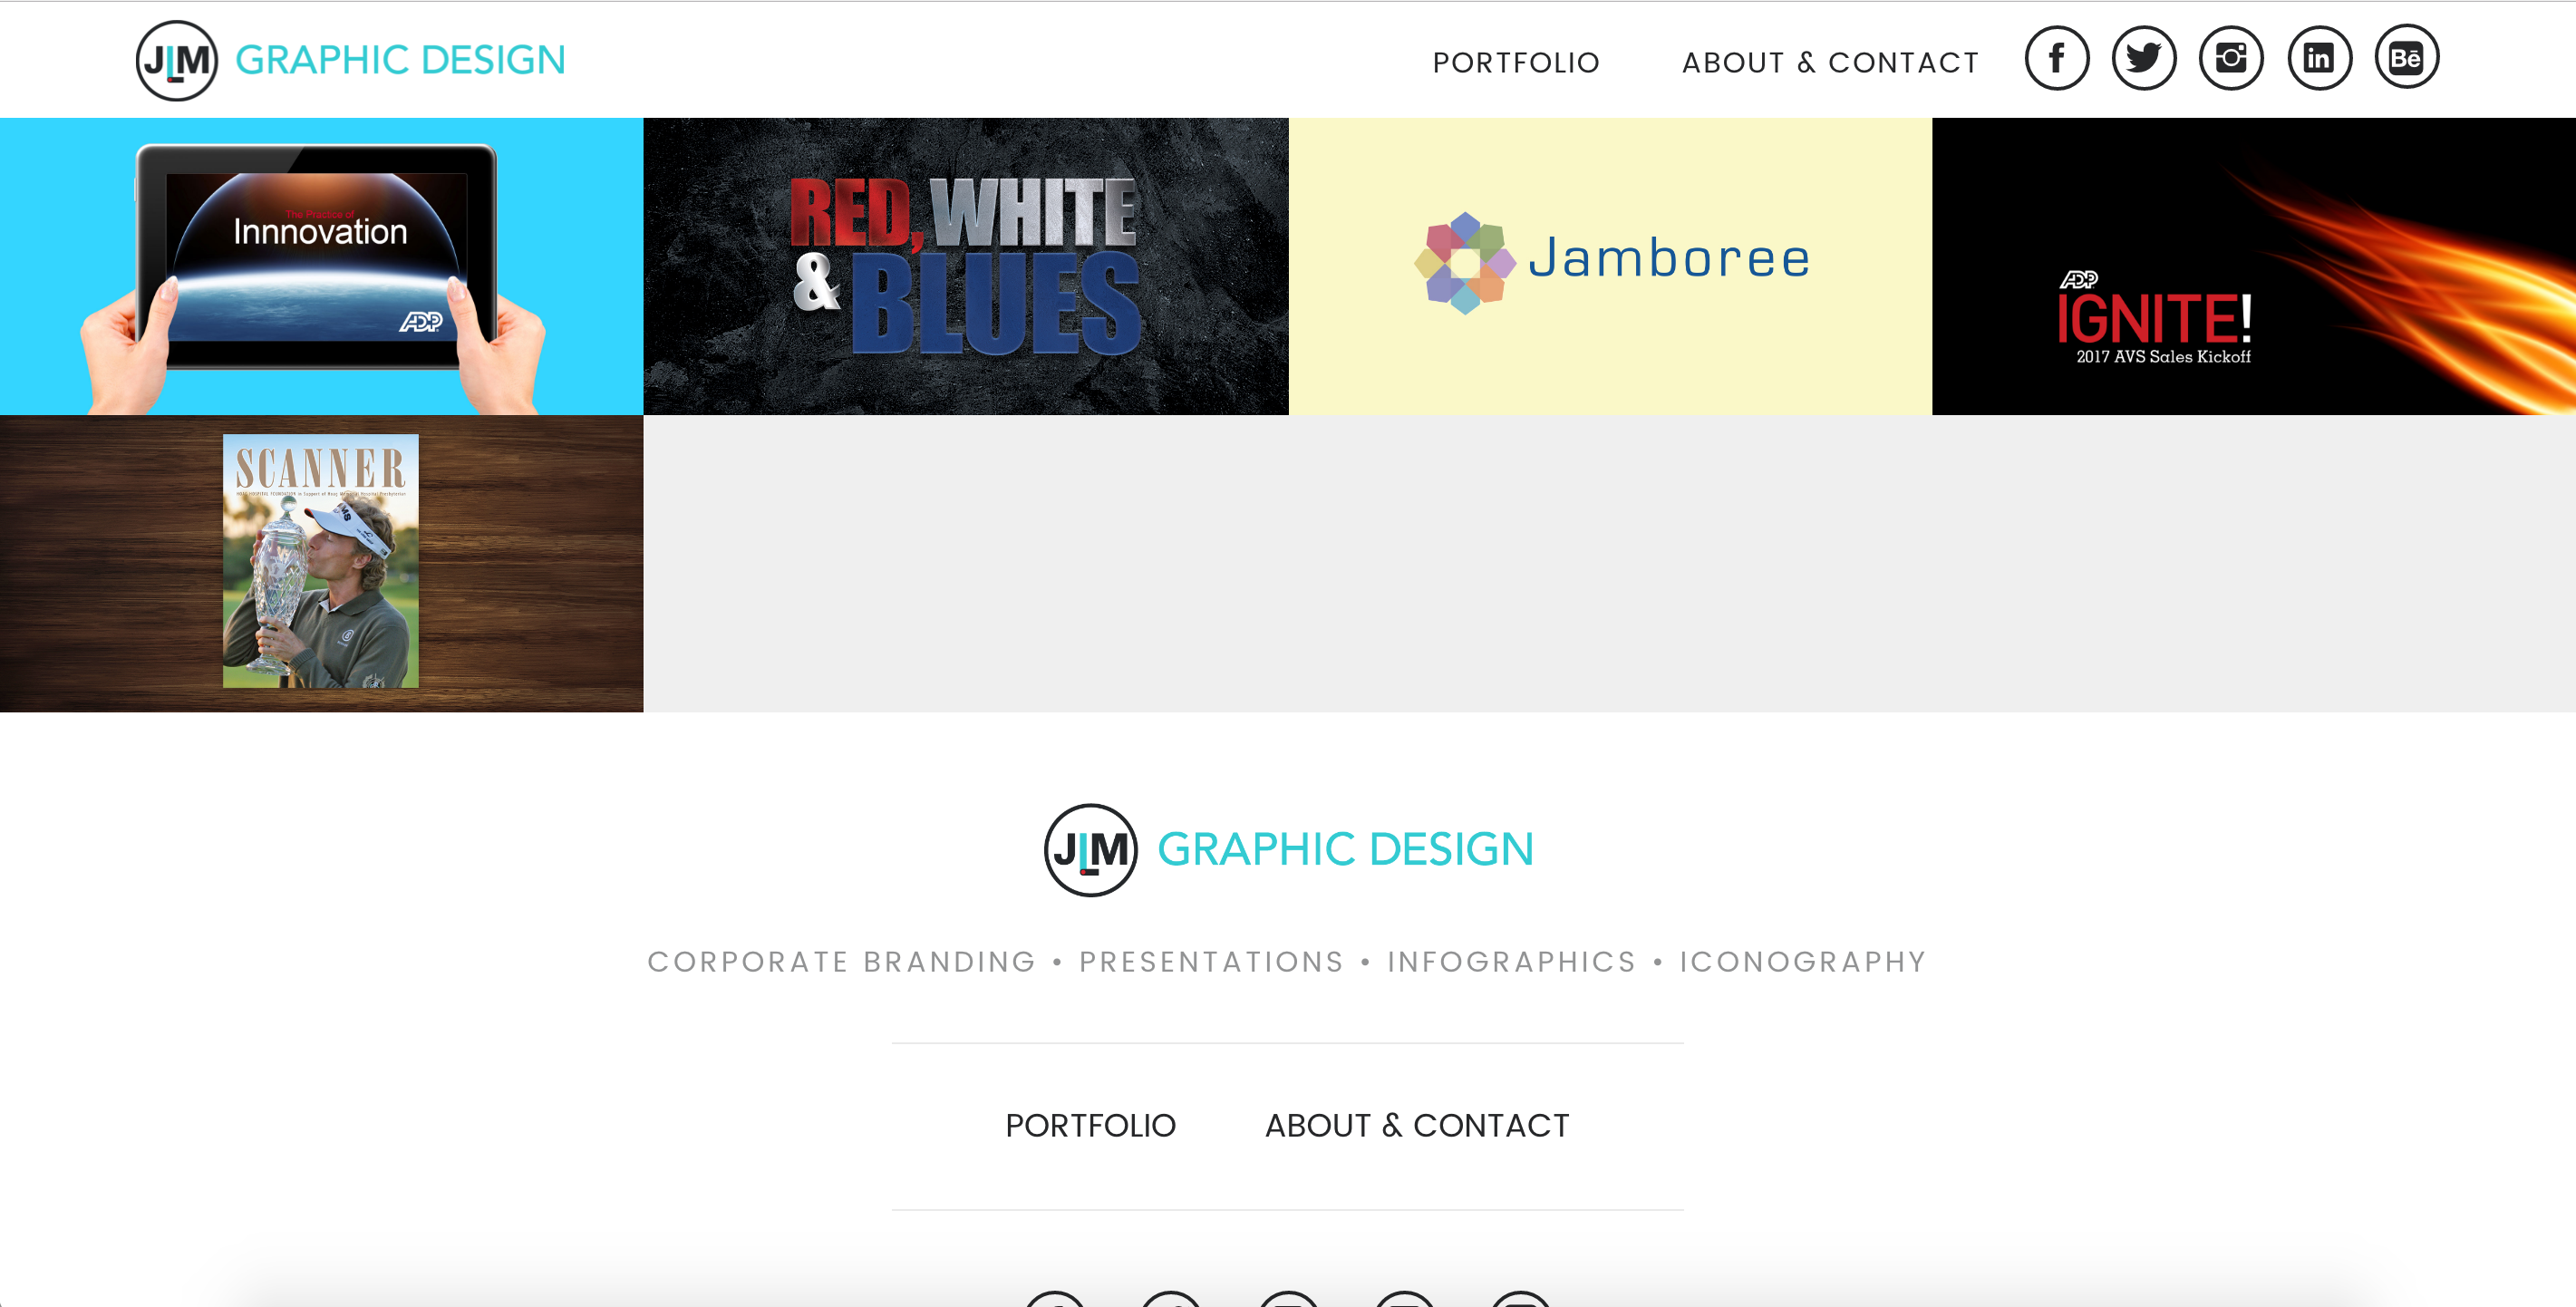 JLM GRAPHIC DESIGN
PORTFOLIO
ABOUT & CONTACT
f
in
Bē
The Practice of
Innnovation
ADP
RED, WHITE
& BLUES
Jamboree
ADP
IGNITE!
2017 AVS Sales Kickoff
SCANNER
JLM GRAPHIC DESIGN
CORPORATE BRANDING • PRESENTATIONS • INFOGRAPHICS • ICONOGRAPHY
PORTFOLIO
ABOUT & CONTACT